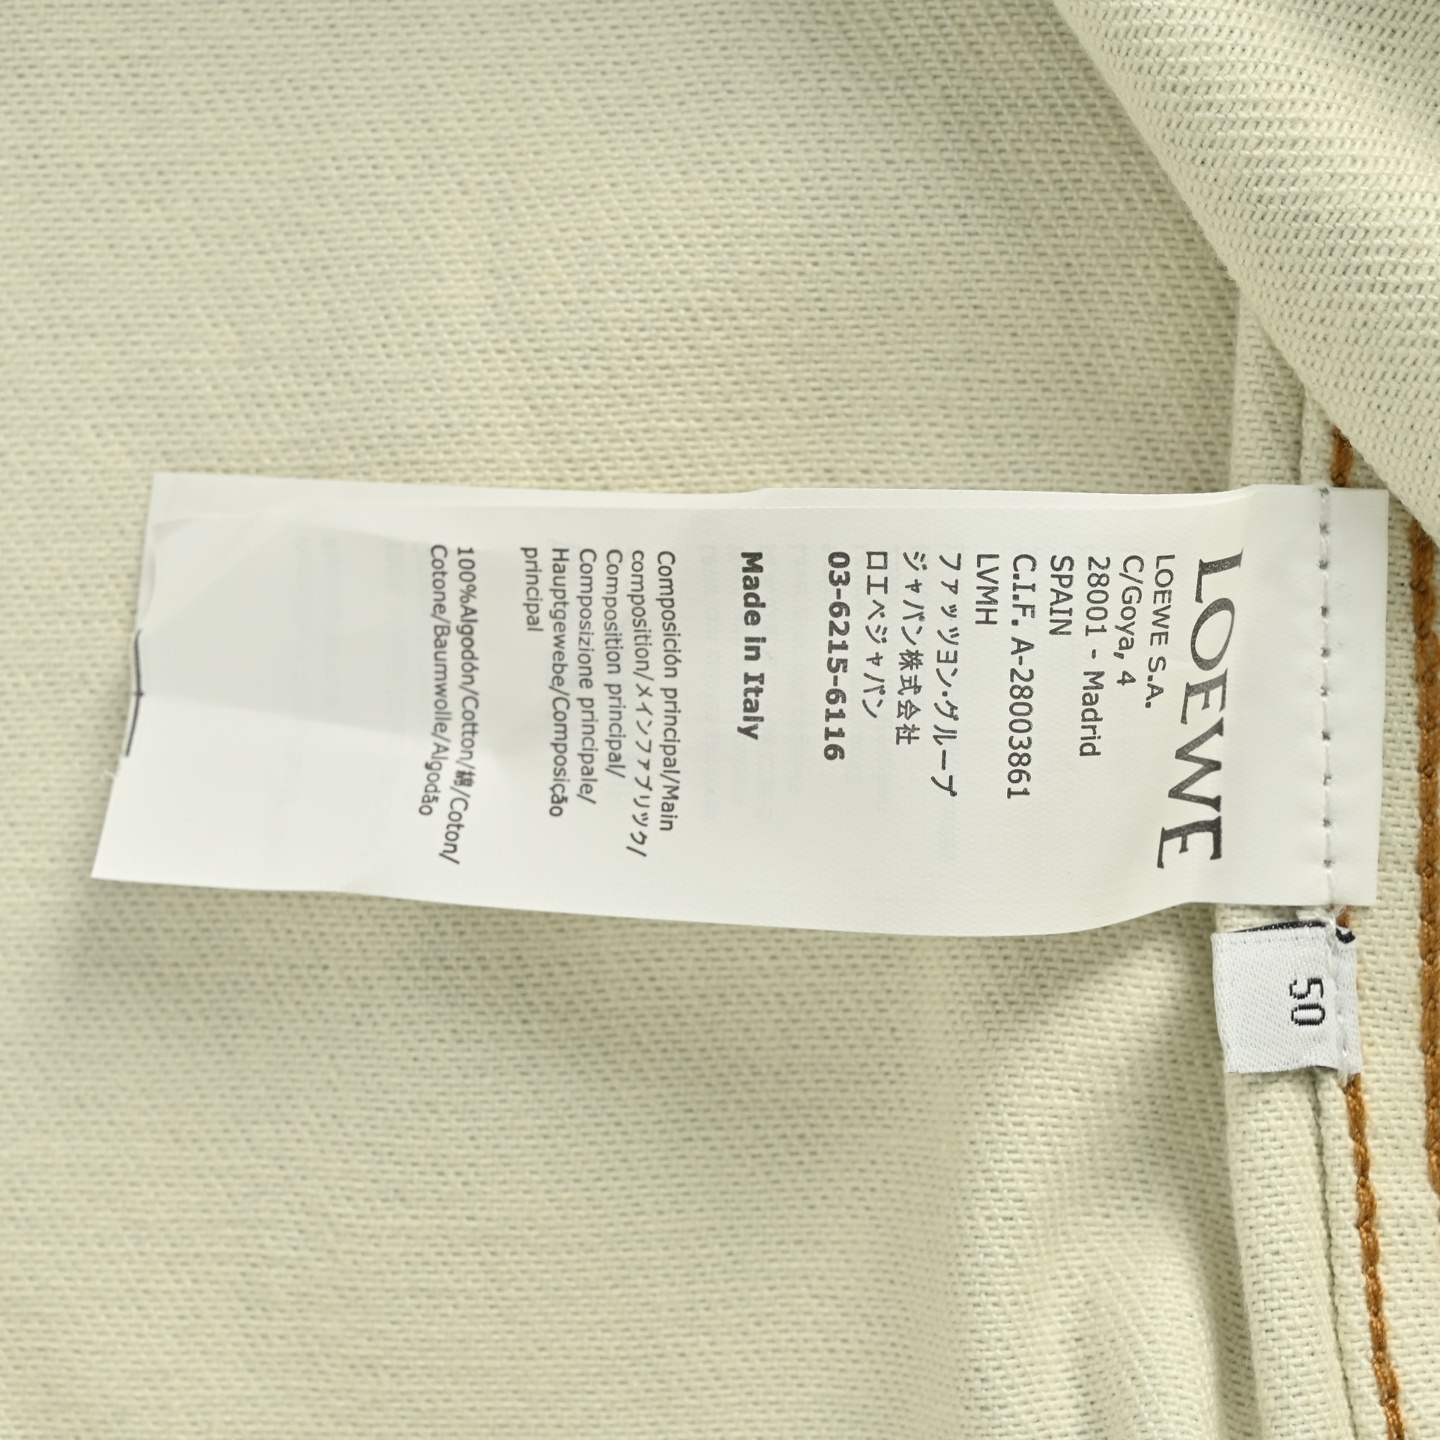 LOEWE
LOEWE S.A.
C/Goya, 4
28001 - Madrid
SPAIN
C.I.F. A-28003861
LVMH
ファッツヨン・グループ
ジャパン株式会社
ロエベジャパン
03-6215-6116
Made in Italy
Composición principal/Main
composition/メインファブリツク/
Composition principal/
Composizione principale/
Hauptgewebe/Composição
principal
100%Algodón/Cotton/綿/Coton/
Cotone/Baumwolle/Algodão
50